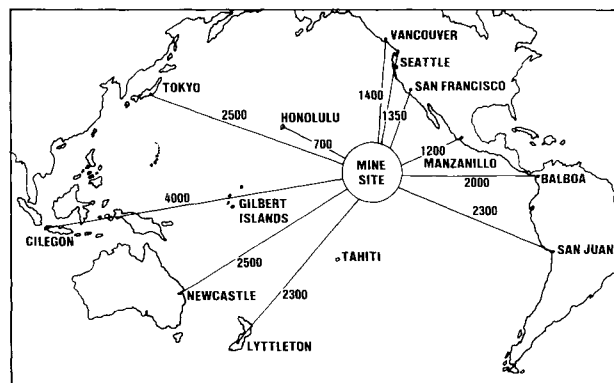 VANCOUVER
SEATTLE
SAN FRANCISCO
TOKYO
1400
HONOLULU
1350
2500
700
1200
MINE
SITE
MANZANILLO
2000
BALBOA
4000
GILBERT
ISLANDS
CILEGON
2300
SAN JUAN
TAHITI
2500
NEWCASTLE
2300
LYTTLETON